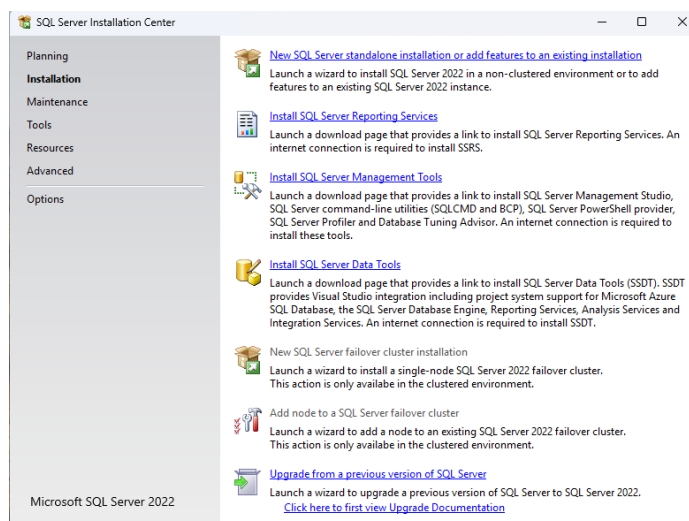 SQL Server Installation Center
Planning
Installation
Maintenance
Tools
Resources
Advanced
Options
Microsoft SQL Server 2022
New SQL Server standalone installation or add features to an existing installation
Launch a wizard to install SQL Server 2022 in a non-clustered environment or to add
features to an existing SQL Server 2022 instance.
Install SQL Server Reporting Services
Launch a download page that provides a link to install SQL Server Reporting Services. An
internet connection is required to install SSRS.
Install SQL Server Management Tools
Launch a download page that provides a link to install SQL Server Management Studio,
SQL Server command-line utilities (SQLCMD and BCP), SQL Server PowerShell provider,
SQL Server Profiler and Database Tuning Advisor. An internet connection is required to
install these tools.
Install SQL Server Data Tools
Launch a download page that provides a link to install SQL Server Data Tools (SSDT). SSDT
provides Visual Studio integration including project system support for Microsoft Azure
SQL Database, the SQL Server Database Engine, Reporting Services, Analysis Services and
Integration Services. An internet connection is required to install SSDT.
New SQL Server failover cluster installation
Launch a wizard to install a single-node SQL Server 2022 failover cluster.
This action is only availabe in the clustered environment.
Add node to a SQL Server failover cluster
Launch a wizard to add a node to an existing SQL Server 2022 failover cluster.
This action is only availabe in the clustered environment.
Upgrade from a previous version of SQL Server
Launch a wizard to upgrade a previous version of SQL Server to SQL Server 2022.
Click here to first view Upgrade Documentation